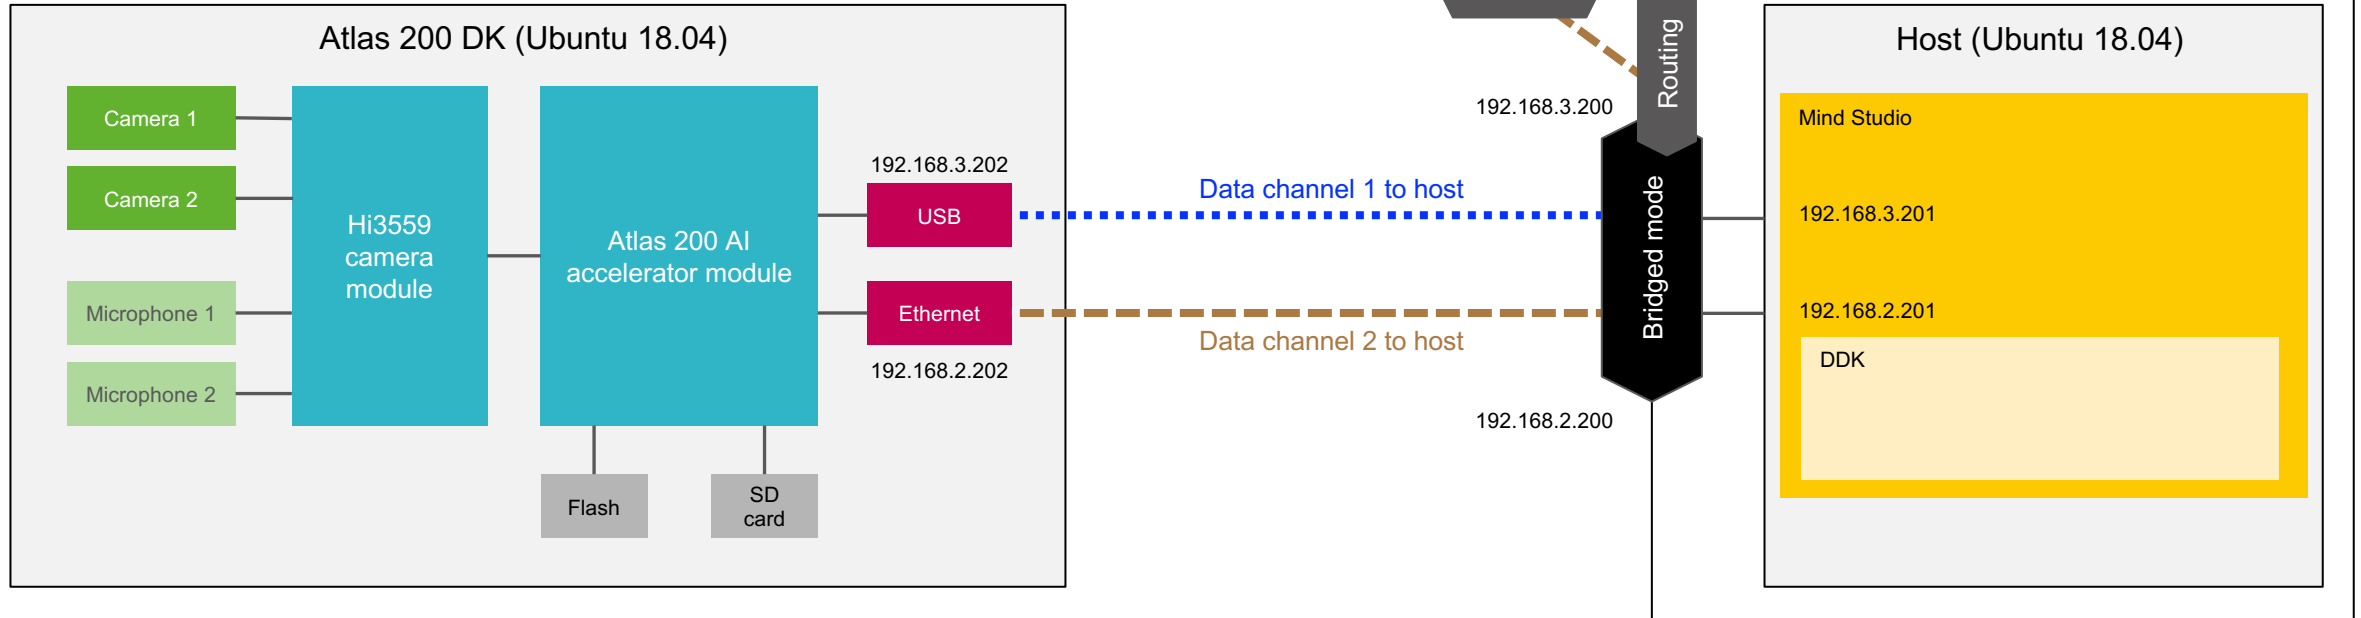 Atlas 200 DK (Ubuntu 18.04)
Camera 1
Camera 2
Microphone 1
Microphone 2
Hi3559
camera
module
Atlas 200 AI
accelerator module
Flash
SD
card
192.168.3.202
USB
Ethernet
192.168.2.202
Data channel 1 to host
Data channel 2 to host
192.168.3.200
Routing
Bridged mode
192.168.2.200
Host (Ubuntu 18.04)
Mind Studio
192.168.3.201
192.168.2.201
DDK